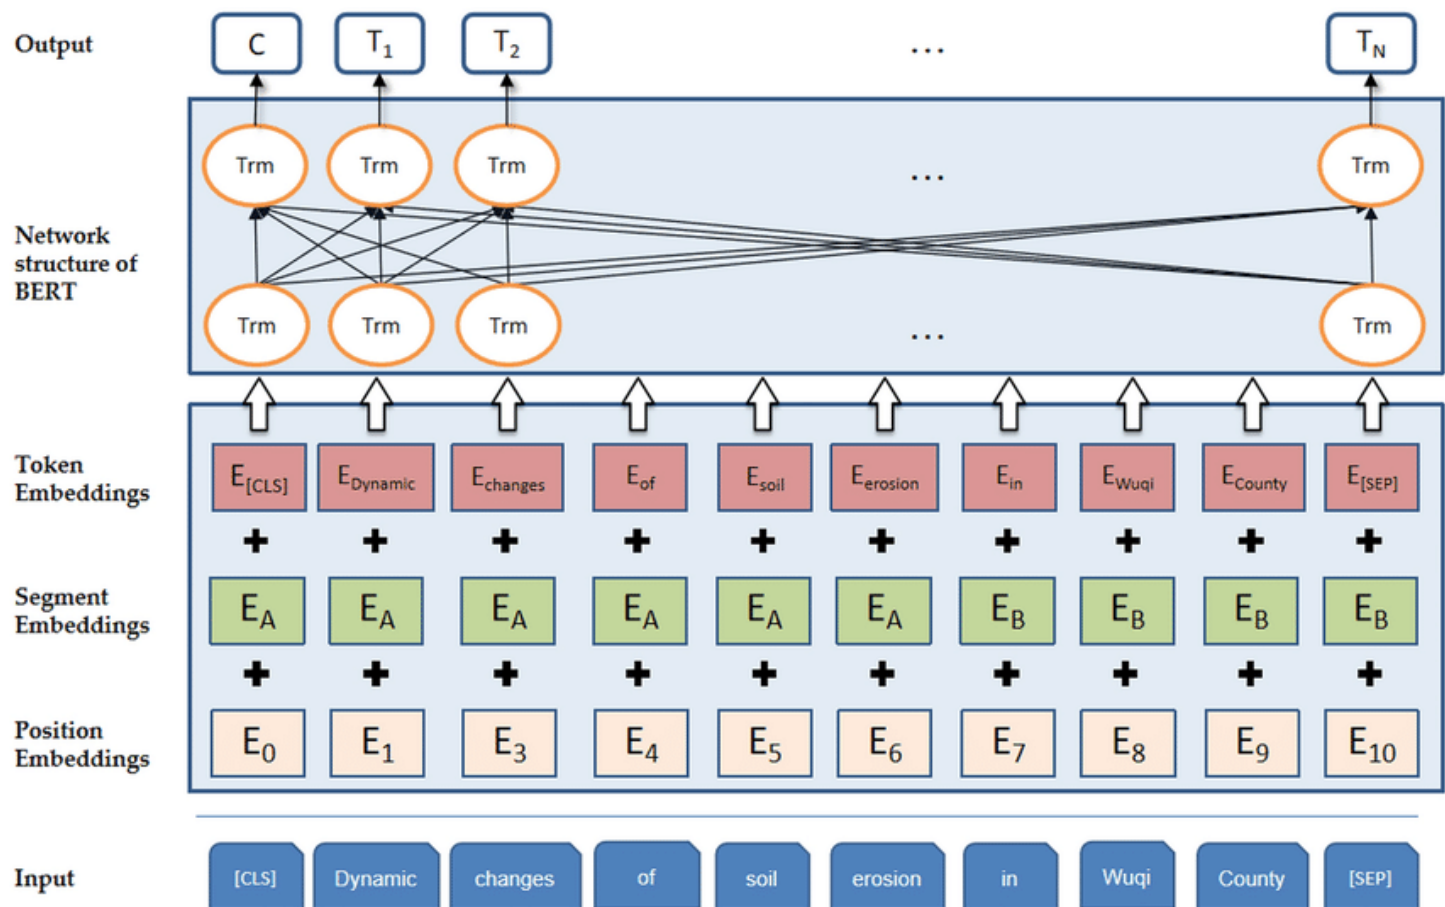 Output C T1 T2 ... TN
Trm Trm Trm ... Trm
Network
structure of
BERT
Trm Trm Trm ... Trm
Token
Embeddings
E[CLS] EDynamic Echanges Eof Esoil Eerosion Ein EWuqi ECounty E[SEP]
+ + + + + + + + + +
Segment
Embeddings
EA EA EA EA EA EA EB EB EB EB
+ + + + + + + + + +
Position
Embeddings
E0 E1 E3 E4 E5 E6 E7 E8 E9 E10
Input [CLS] Dynamic changes of soil erosion in Wuqi County [SEP]